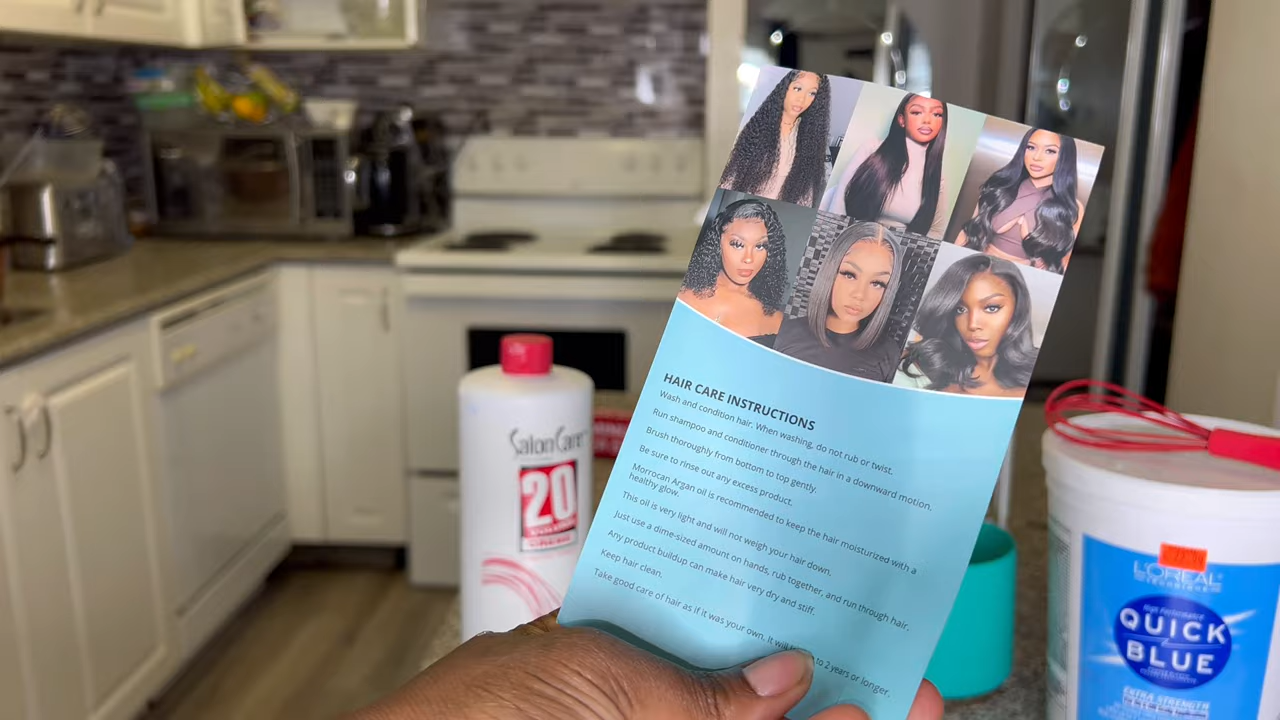 HAIR CARE INSTRUCTIONS
Wash and condition hair. When washing, do not rub or twist.
Run shampoo and conditioner through the hair in a downward motion.
Brush thoroughly from bottom to top gently.
Be sure to rinse out any excess product.
Morrocan Argan oil is recommended to keep the hair moisturized with a
healthy glow.
This oil is very light and will not weigh your hair down.
Just use a dime-sized amount on hands, rub together, and run through hair.
Any product buildup can make hair very dry and stiff.
Keep hair clean.
Take good care of hair as if it was your own. It will to 2 years or longer.
Salon Care
20
L'ORÉAL
QUICK
BLUE
EXTRA STRENGTH